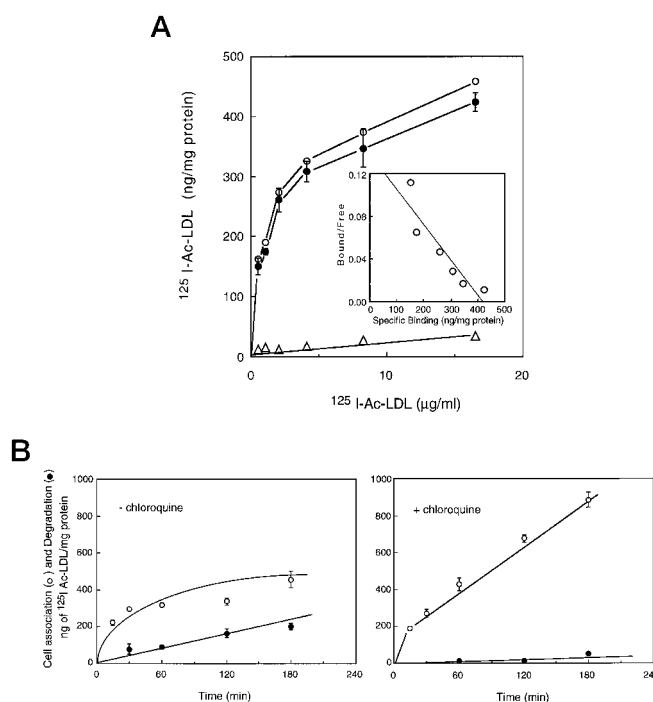 A
500
400
300
200
100
0
0
10
20
125 I-Ac-LDL (ng/mg protein)
125 I-Ac-LDL (µg/ml)
0.12
0.08
0.04
0.00
0 100 200 300 400 500
Bound/Free
Specific Binding (ng/mg protein)
B
Cell association (○) and Degradation (●)
ng of 125I Ac-LDL/mg protein
1000
800
600
400
200
0
- chloroquine
0 60 120 180 240
Time (min)
1000
800
600
400
200
0
+ chloroquine
0 60 120 180 240
Time (min)